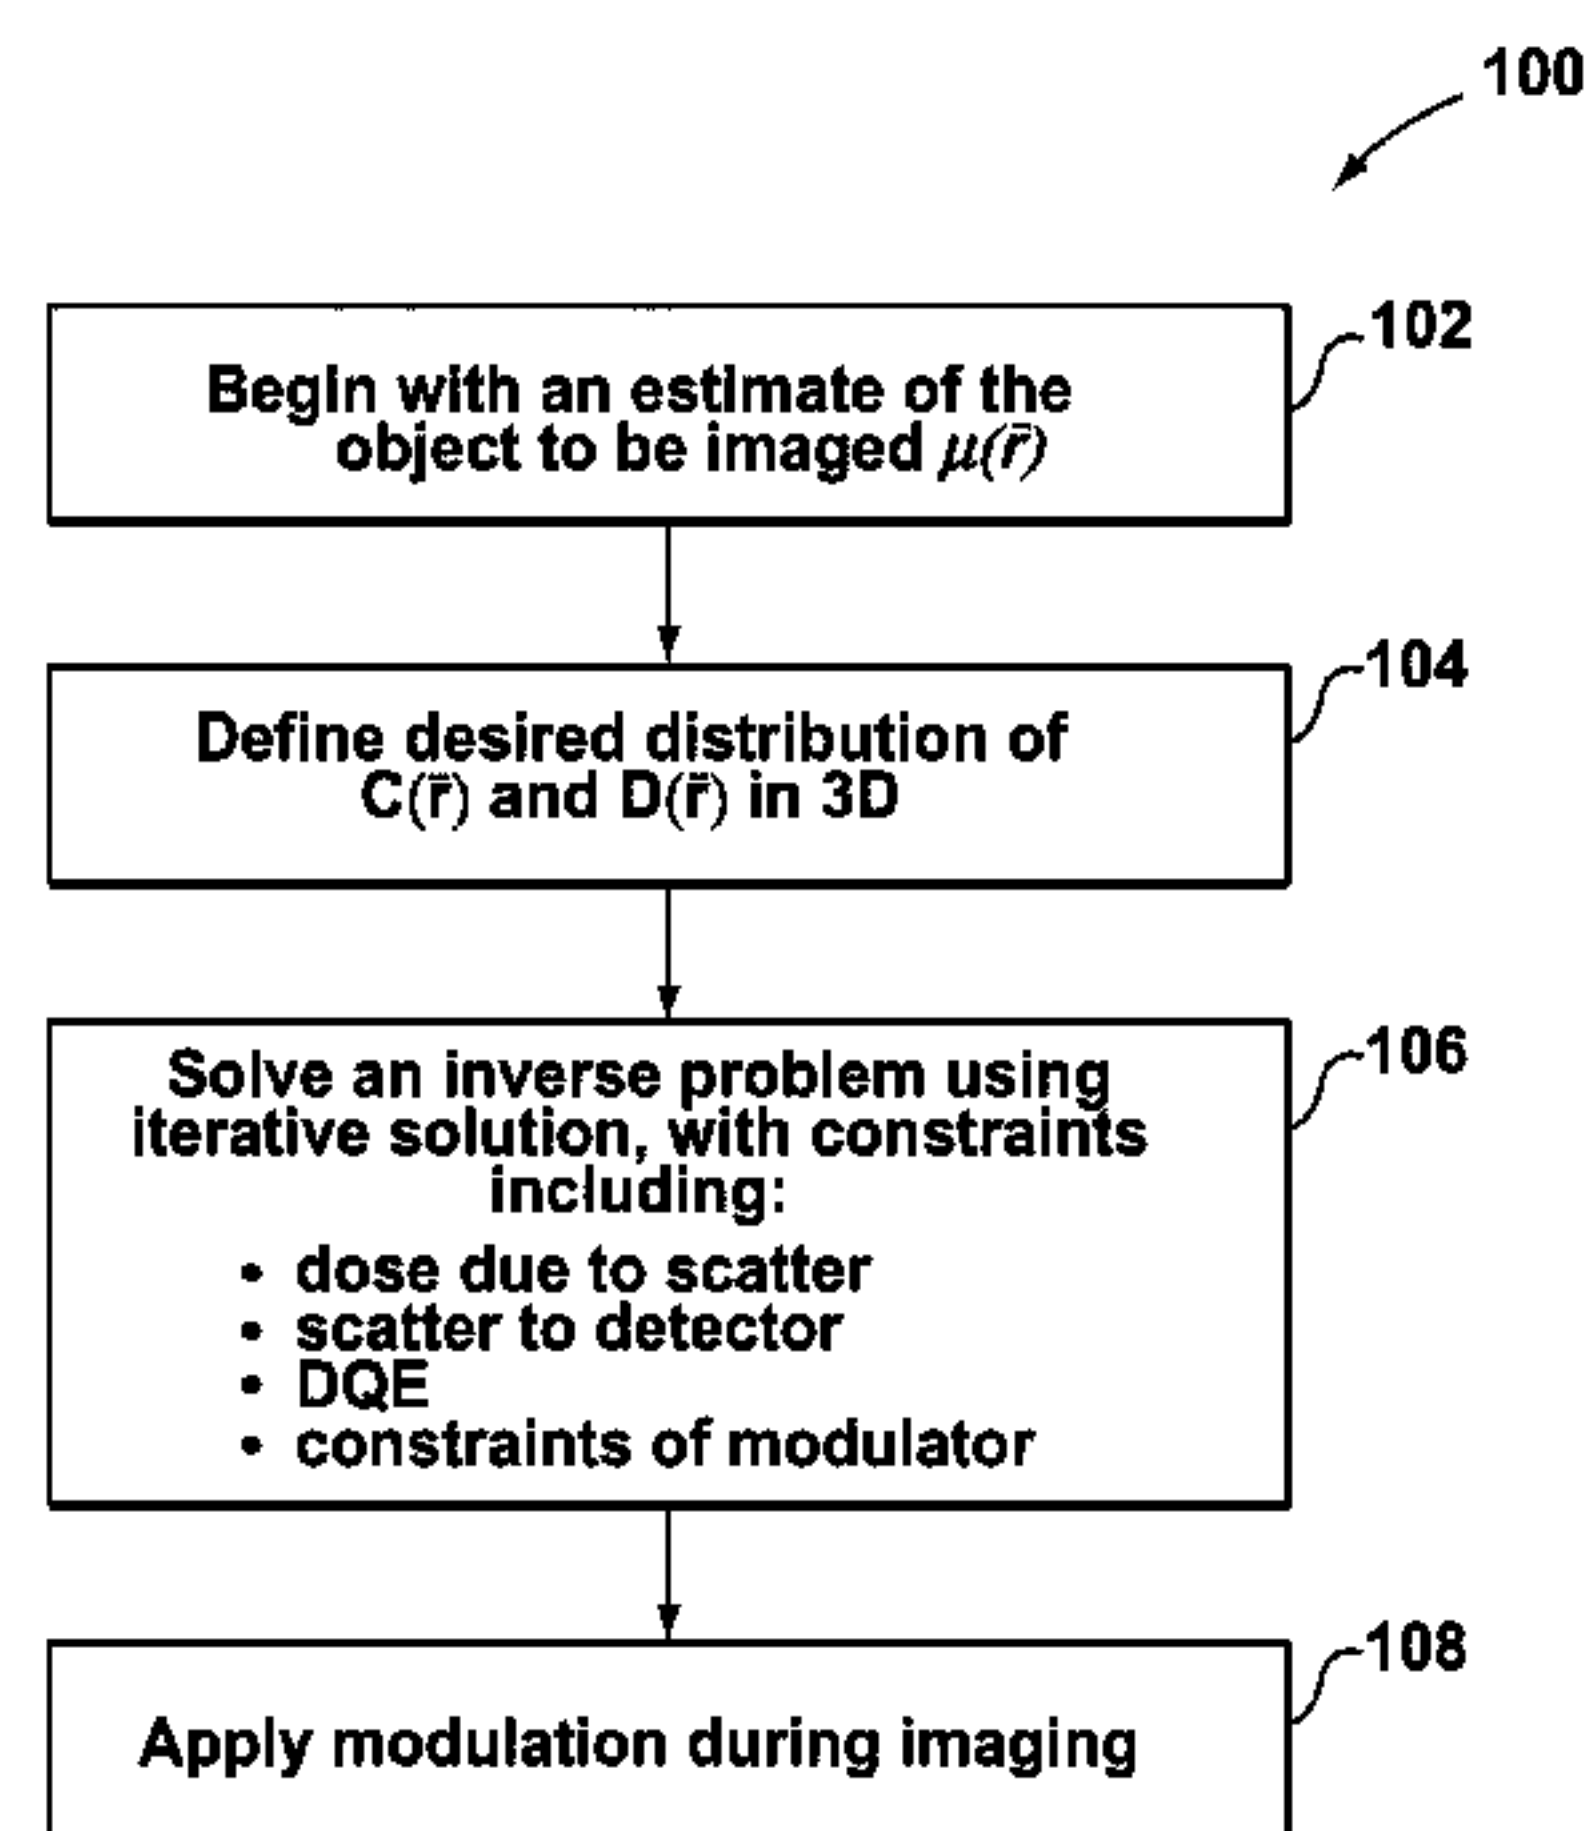 100
102
Begin with an estimate of the
object to be imaged μ(r̄)
104
Define desired distribution of
C(r̄) and D(r̄) in 3D
106
Solve an inverse problem using
iterative solution, with constraints
including:
• dose due to scatter
• scatter to detector
• DQE
• constraints of modulator
108
Apply modulation during imaging